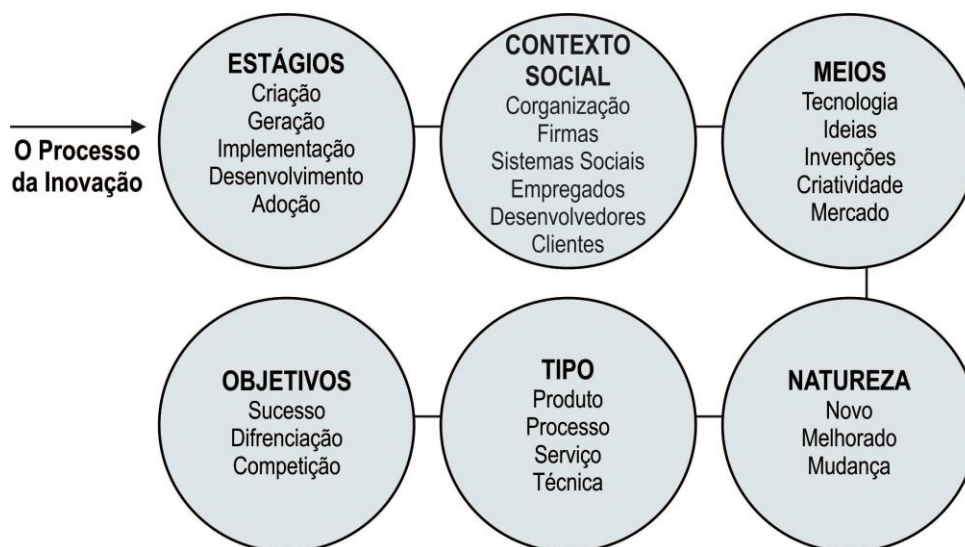 O Processo
da Inovação
ESTÁGIOS
Criação
Geração
Implementação
Desenvolvimento
Adoção
CONTEXTO
SOCIAL
Corganização
Firmas
Sistemas Sociais
Empregados
Desenvolvedores
Clientes
MEIOS
Tecnologia
Ideias
Invenções
Criatividade
Mercado
OBJETIVOS
Sucesso
Difrenciação
Competição
TIPO
Produto
Processo
Serviço
Técnica
NATUREZA
Novo
Melhorado
Mudança